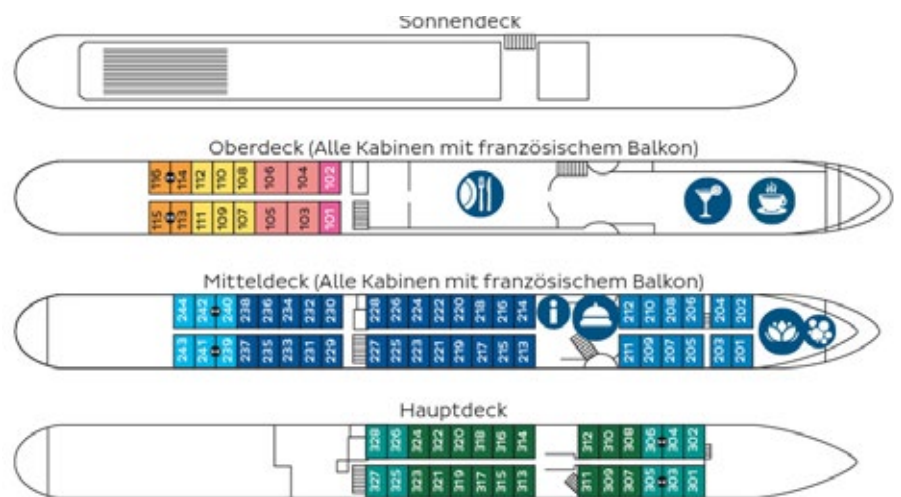 Sonnendeck
Oberdeck (Alle Kabinen mit französischem Balkon)
116 114 112 110 108 106 104 102
115 113 111 109 107 105 103 101
Mitteldeck (Alle Kabinen mit französischem Balkon)
244 242 240 238 236 234 232 230 228 226 224 222 220 218 216 214 212 210 208 206 204 202
243 241 239 237 235 233 231 229 227 225 223 221 219 217 215 213 211 209 207 205 203 201
Hauptdeck
328 326 324 322 320 318 316 314 312 310 308 306 304 302
327 325 323 321 319 317 315 313 311 309 307 305 303 301